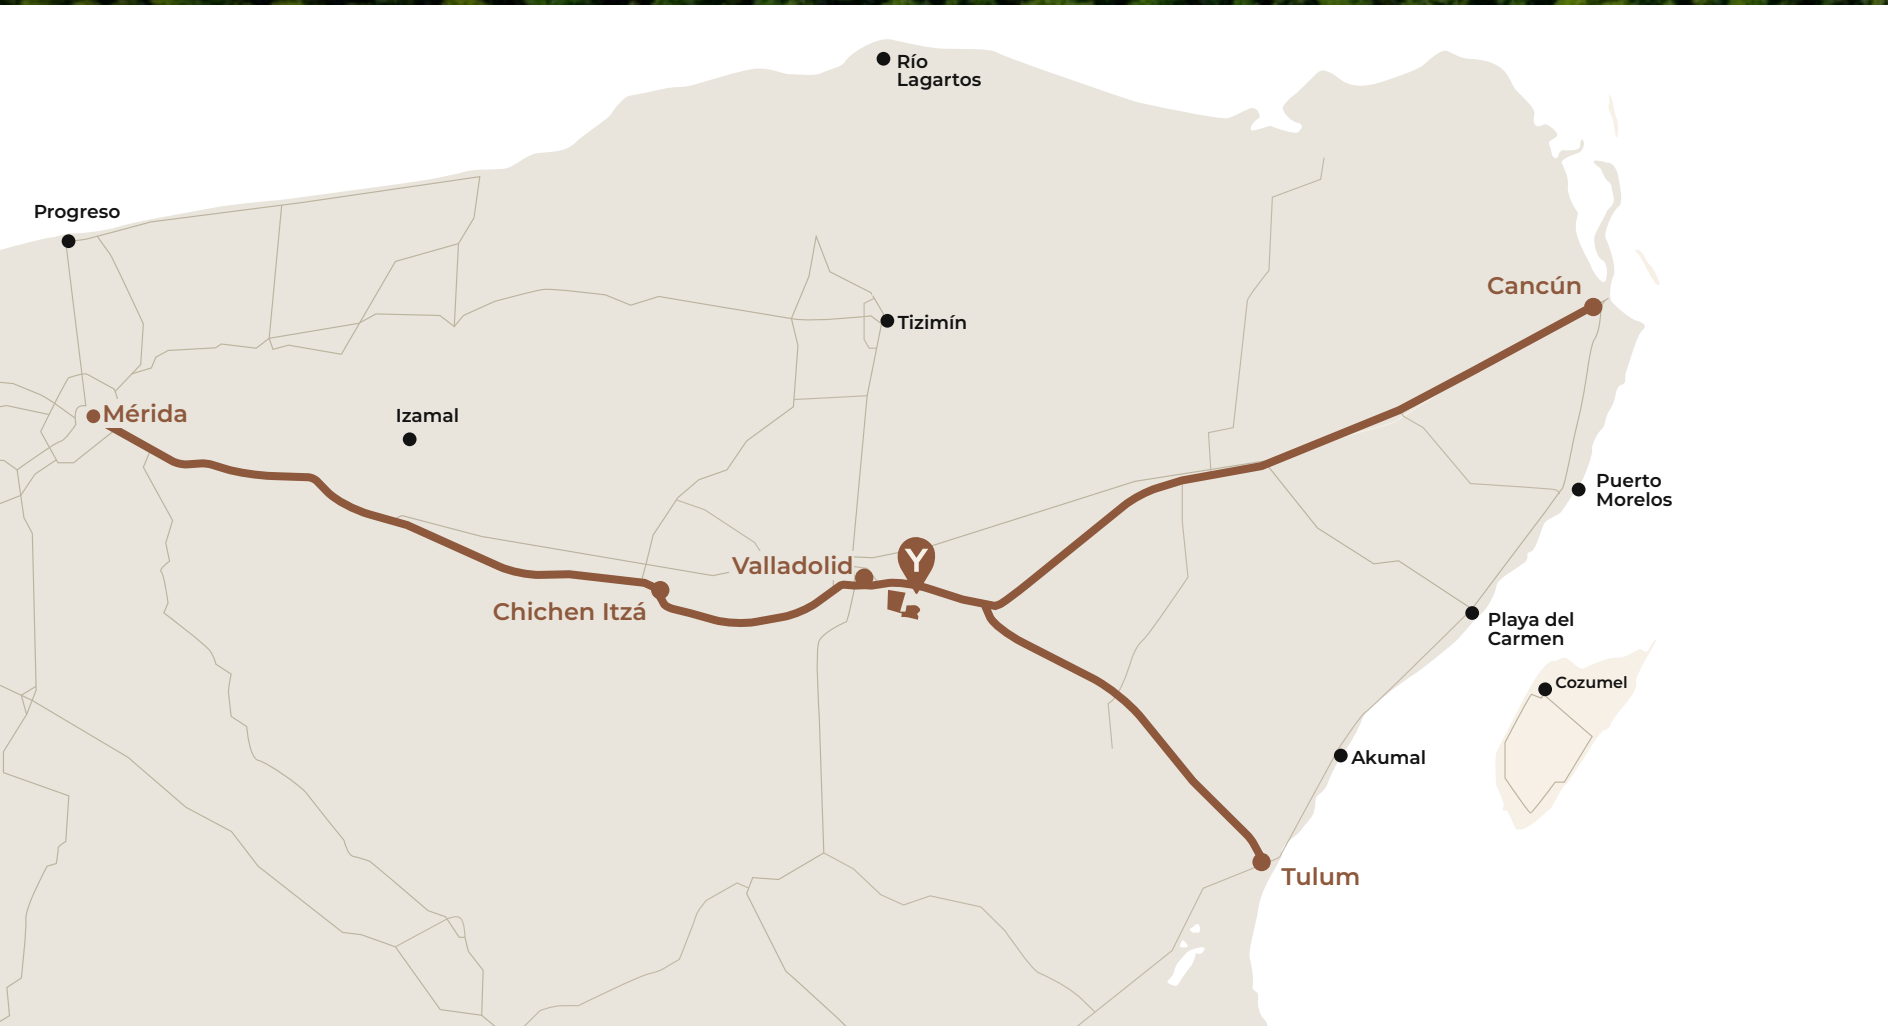 Río
Lagartos
Progreso
Cancún
Tizimín
Mérida
Izamal
Puerto
Morelos
Valladolid
Y
Chichen Itzá
Playa del
Carmen
Cozumel
Akumal
Tulum